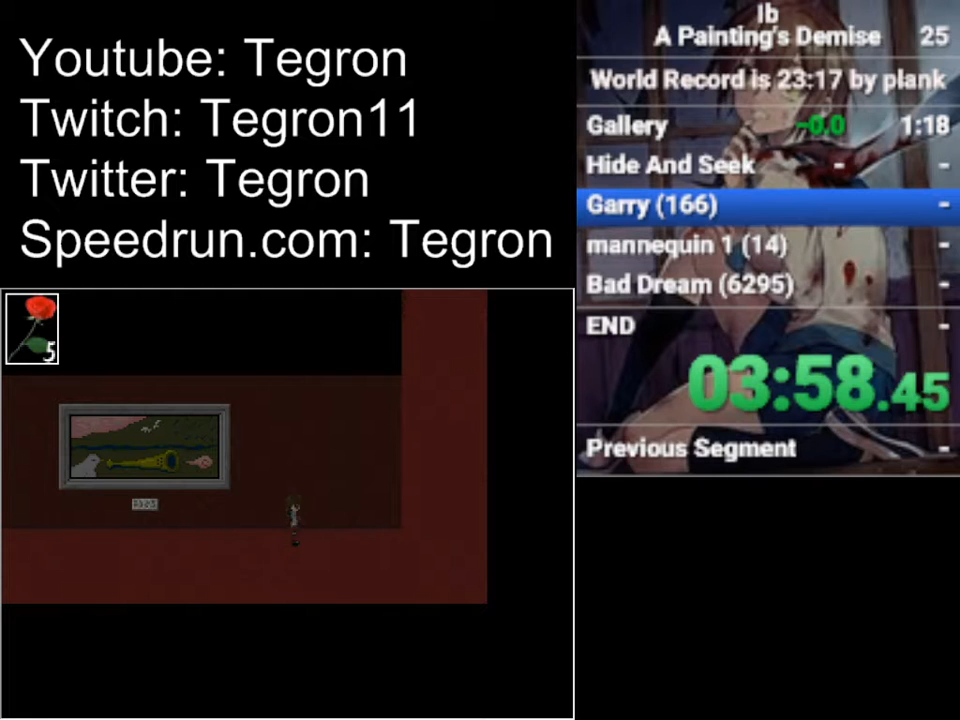 Youtube: Tegron
Twitch: Tegron11
Twitter: Tegron
Speedrun.com: Tegron
Ib
A Painting's Demise 25
World Record is 23:17 by plank
Gallery -0.0 1:18
Hide And Seek - -
Garry (166) -
mannequin 1 (14) -
Bad Dream (6295) -
END -
03:58.45
Previous Segment -
5